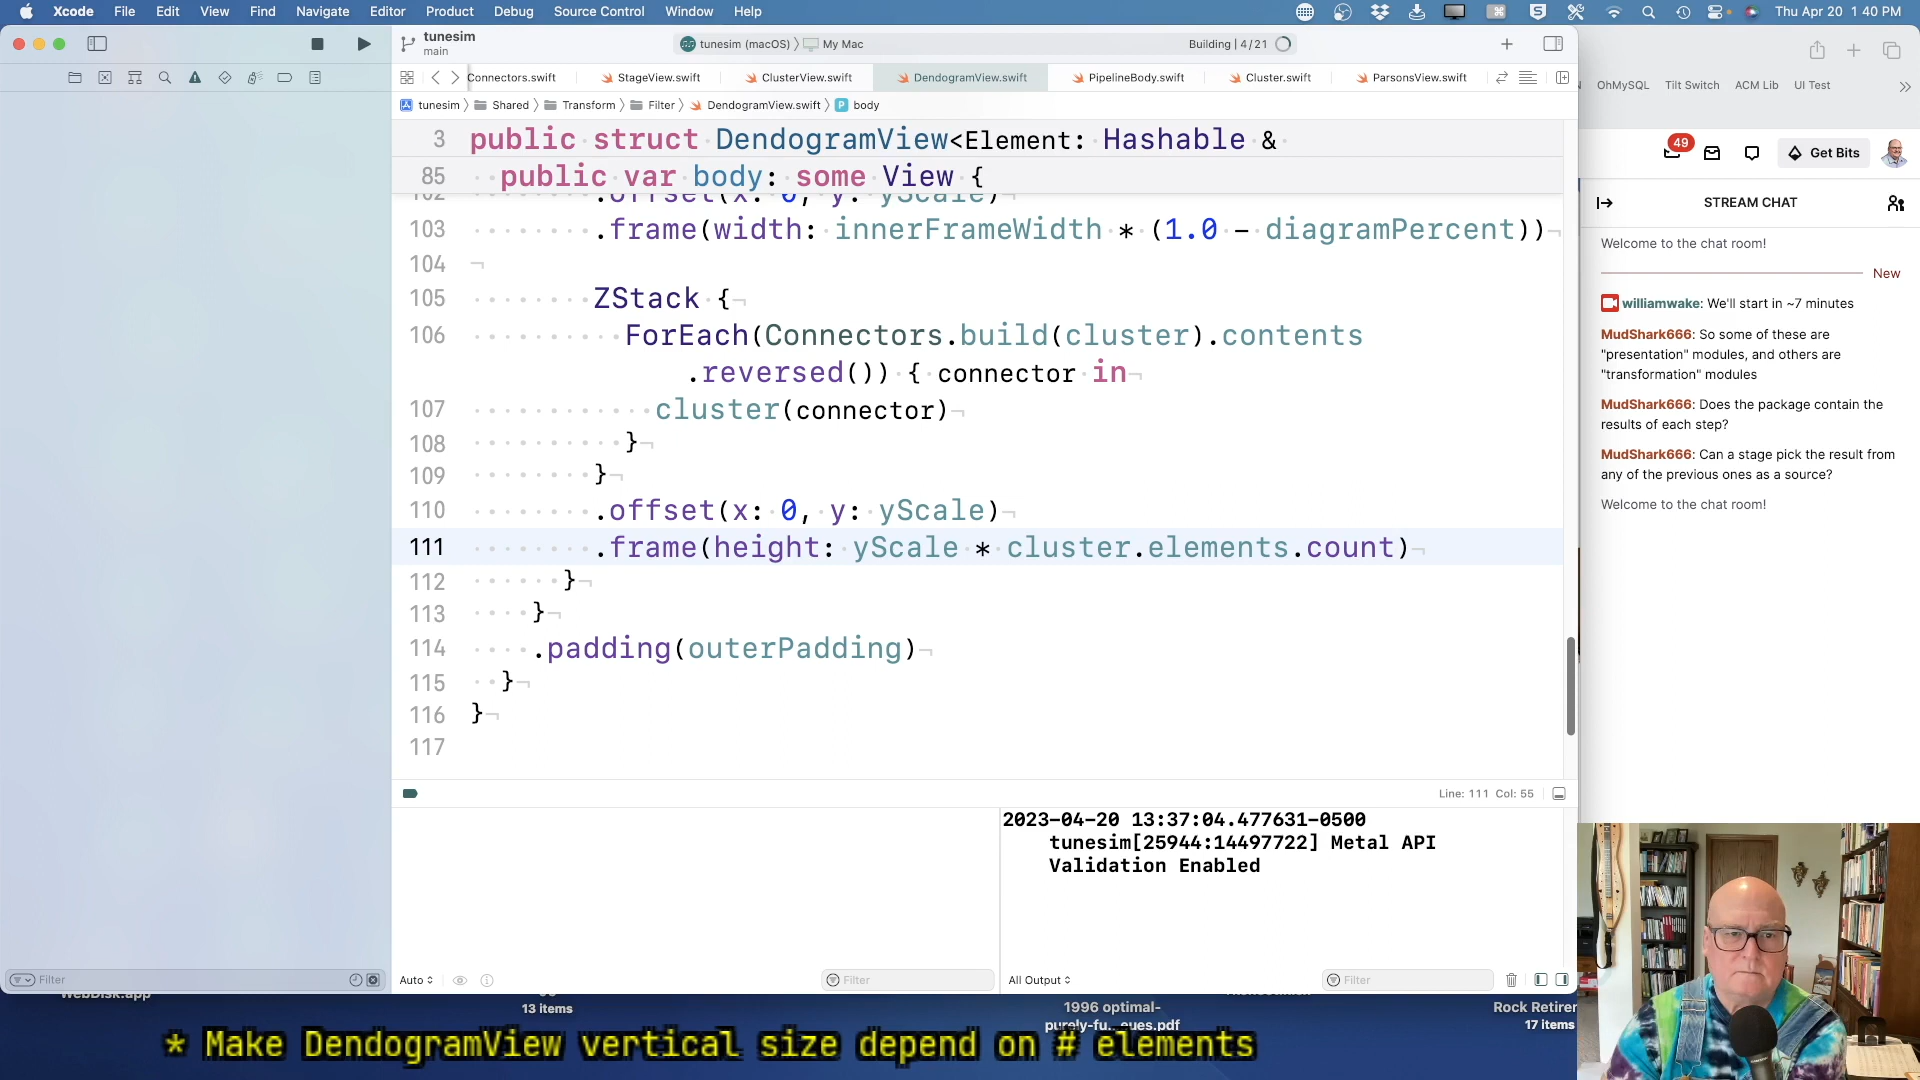 Xcode File Edit View Find Navigate Editor Product Debug Source Control Window Help Thu Apr 20 1 40 PM
tunesim
main
tunesim (macOS) My Mac
Building | 4/21
Connectors.swift StageView.swift ClusterView.swift DendogramView.swift PipelineBody.swift Cluster.swift ParsonsView.swift
tunesim Shared Transform Filter DendogramView.swift P body
3 public struct DendogramView<Element: Hashable &
85 public var body: some View {
102 .offset(x: 0, y: yScale)
103 .frame(width: innerFrameWidth * (1.0 - diagramPercent))
104
105 ZStack {
106 ForEach(Connectors.build(cluster).contents
.reversed()) { connector in
107 cluster(connector)
108 }
109 }
110 .offset(x: 0, y: yScale)
111 .frame(height: yScale * cluster.elements.count)
112 }
113 }
114 .padding(outerPadding)
115 }
116 }
117
Line: 111 Col: 55
2023-04-20 13:37:04.477631-0500
tunesim[25944:14497722] Metal API
Validation Enabled
Filter
Auto
Filter
All Output
Filter
OhMySQL Tilt Switch ACM Lib UI Test
49
Get Bits
STREAM CHAT
Welcome to the chat room!
New
williamwake: We'll start in ~7 minutes
MudShark666: So some of these are
"presentation" modules, and others are
"transformation" modules
MudShark666: Does the package contain the
results of each step?
MudShark666: Can a stage pick the result from
any of the previous ones as a source?
Welcome to the chat room!
WebDisk.app
13 items
1996 optimal-
purely-fu...eues.pdf
Rock Retirer
17 items
* Make DendogramView vertical size depend on # elements